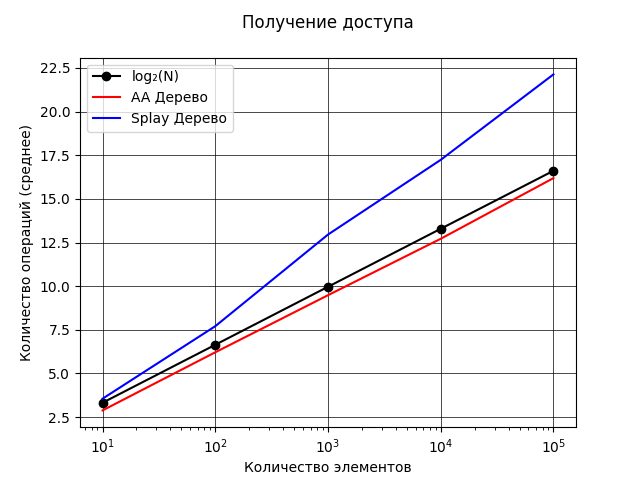 Получение доступа
log₂(N)
AA Дерево
Splay Дерево
Количество операций (среднее)
22.5
20.0
17.5
15.0
12.5
10.0
7.5
5.0
2.5
10¹ 10² 10³ 10⁴ 10⁵
Количество элементов